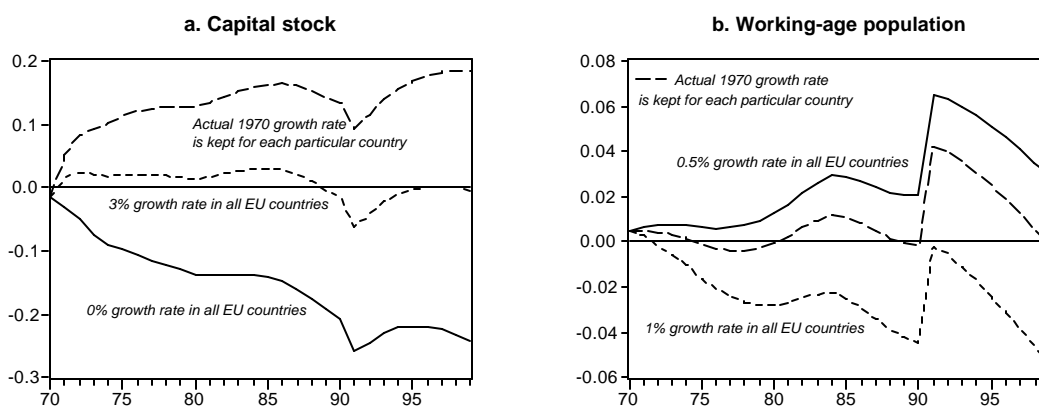 a. Capital stock
0.2
0.1
0.0
-0.1
-0.2
-0.3
Actual 1970 growth rate
is kept for each particular country
3% growth rate in all EU countries
0% growth rate in all EU countries
70 75 80 85 90 95
b. Working-age population
0.08
0.06
0.04
0.02
0.00
-0.02
-0.04
-0.06
Actual 1970 growth rate
is kept for each particular country
0.5% growth rate in all EU countries
1% growth rate in all EU countries
70 75 80 85 90 95